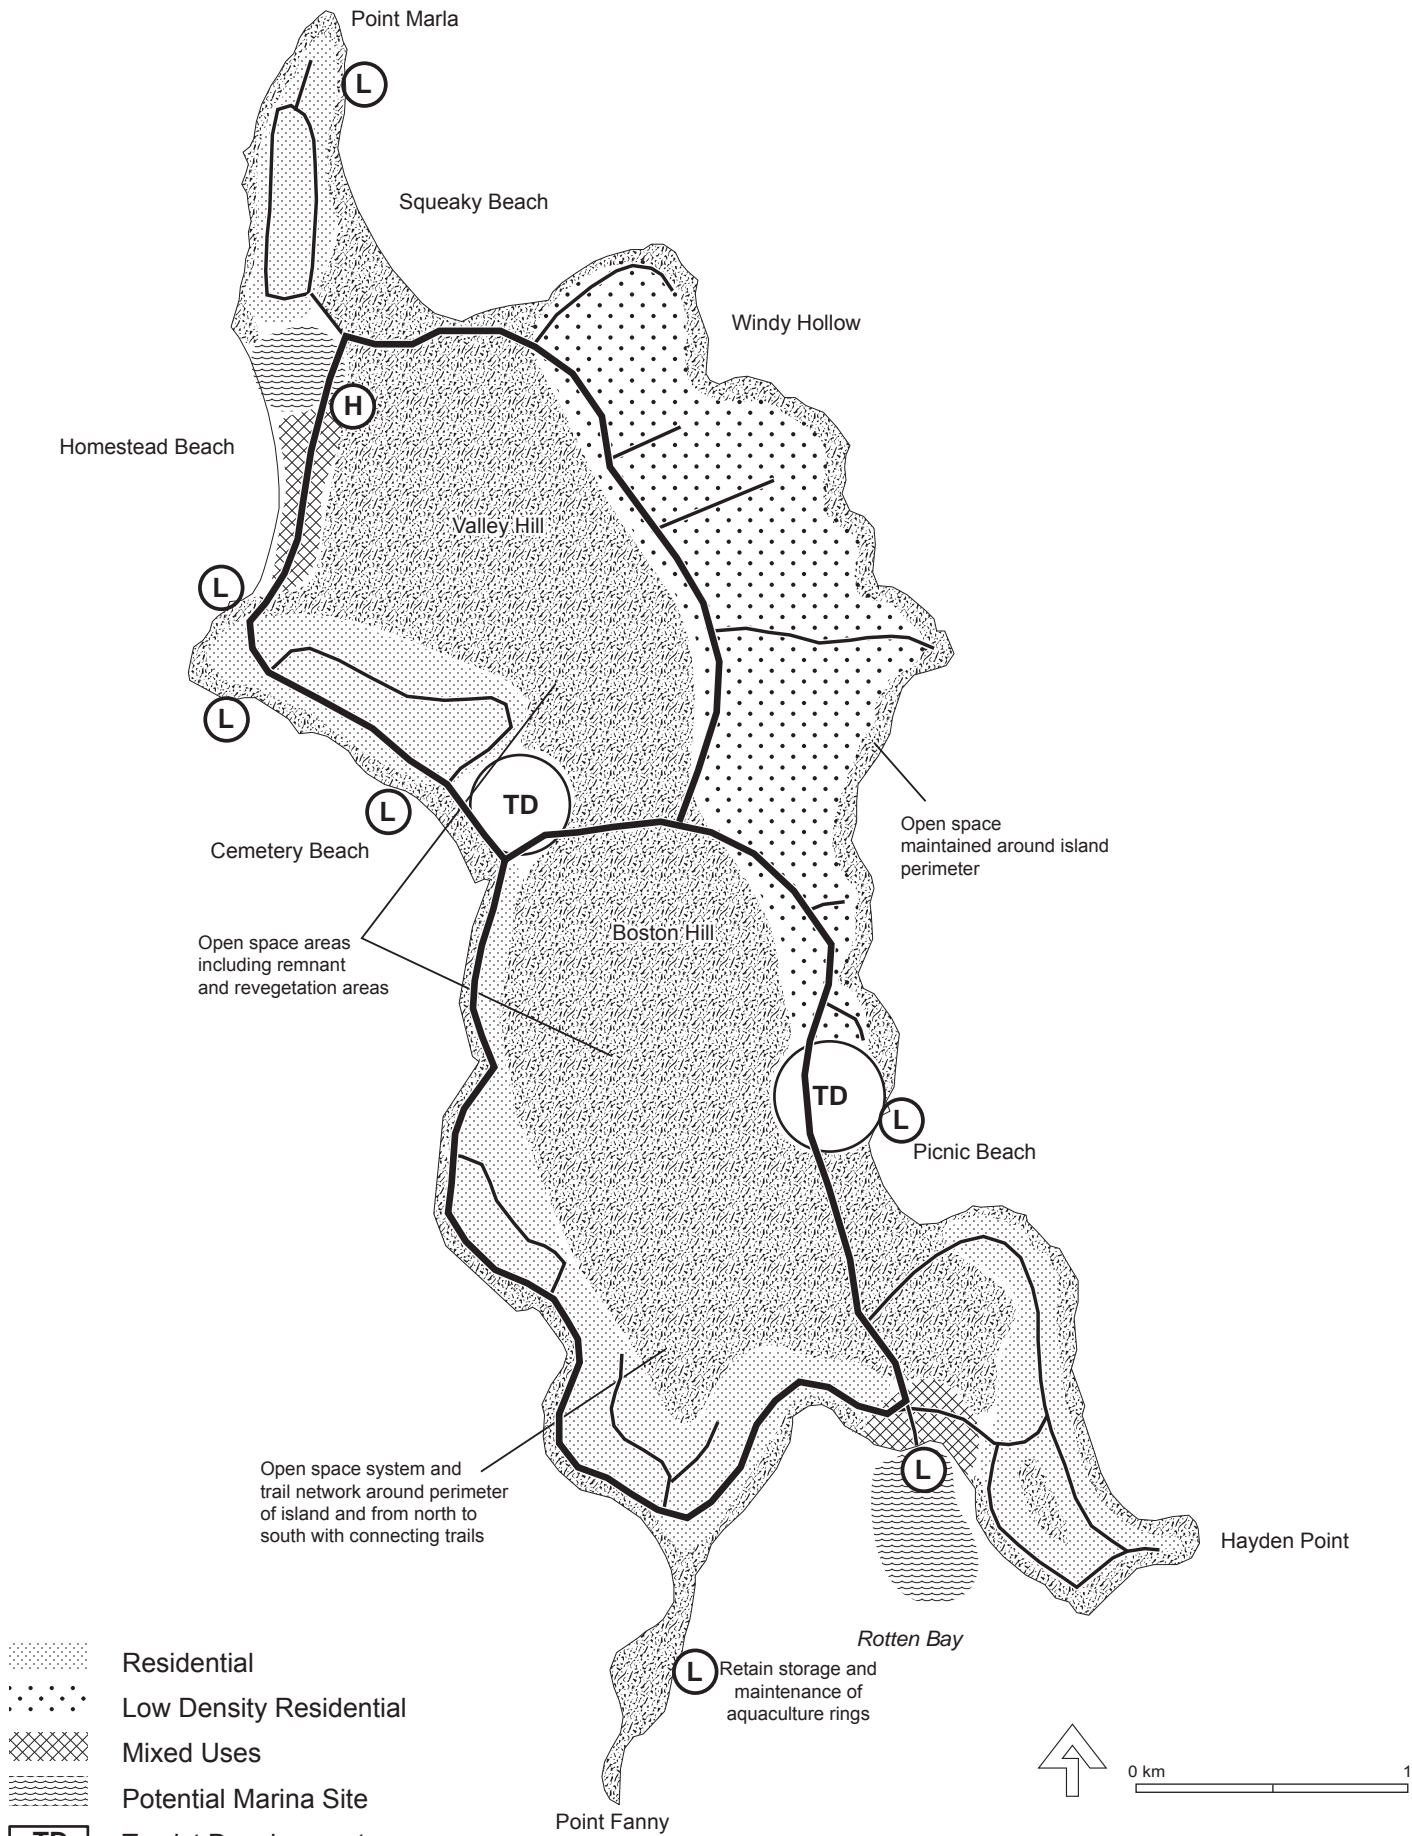 Point Marla
L
Squeaky Beach
Windy Hollow
H
Homestead Beach
Valley Hill
L
L
TD
L
Open space
maintained around island
perimeter
Cemetery Beach
Boston Hill
Open space areas
including remnant
and revegetation areas
TD
L
Picnic Beach
Open space system and
trail network around perimeter
of island and from north to
south with connecting trails
L
Hayden Point
Rotten Bay
L
Retain storage and
maintenance of
aquaculture rings
Residential
Low Density Residential
Mixed Uses
Potential Marina Site
0 km 1
Point Fanny
TD